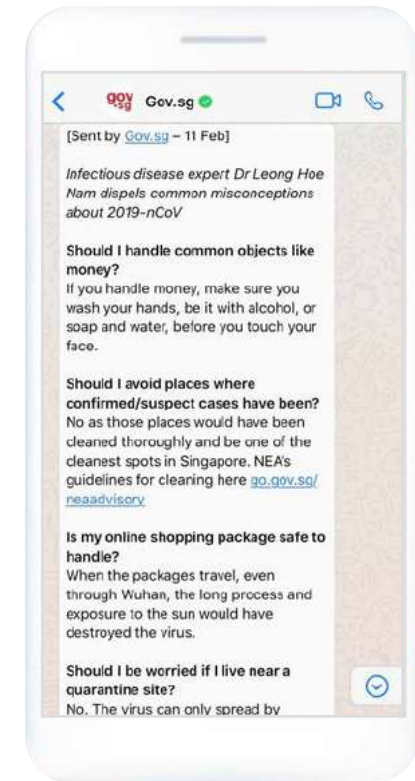 gov
sg
Gov.sg
[Sent by Gov.sg – 11 Feb]
Infectious disease expert Dr Leong Hoe
Nam dispels common misconceptions
about 2019-nCoV
Should I handle common objects like
money?
If you handle money, make sure you
wash your hands, be it with alcohol, or
soap and water, before you touch your
face.
Should I avoid places where
confirmed/suspect cases have been?
No as those places would have been
cleaned thoroughly and be one of the
cleanest spots in Singapore. NEA's
guidelines for cleaning here go.gov.sg/
neaadvisory
Is my online shopping package safe to
handle?
When the packages travel, even
through Wuhan, the long process and
exposure to the sun would have
destroyed the virus.
Should I be worried if I live near a
quarantine site?
No. The virus can only spread by